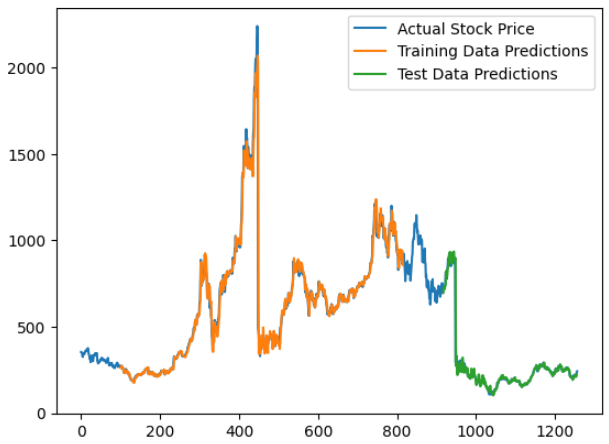 Actual Stock Price
Training Data Predictions
Test Data Predictions
2000
1500
1000
500
0
0 200 400 600 800 1000 1200